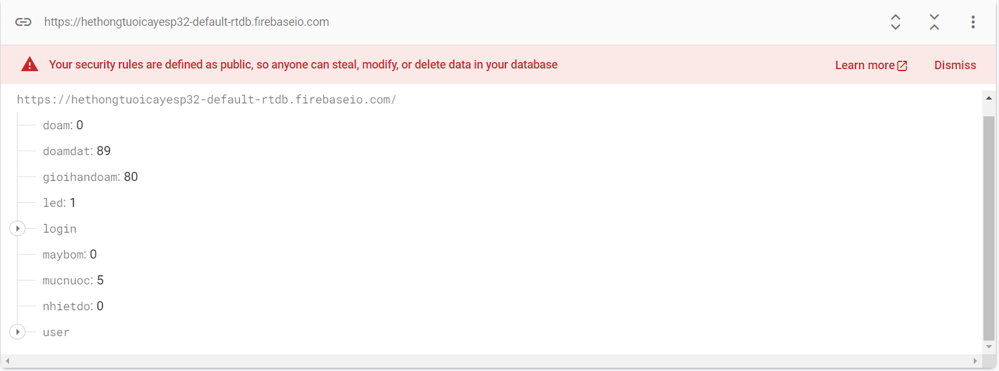 https://hethongtuoicayesp32-default-rtdb.firebaseio.com
Your security rules are defined as public, so anyone can steal, modify, or delete data in your database Learn more Dismiss
https://hethongtuoicayesp32-default-rtdb.firebaseio.com/
doam: 0
doamdat: 89
gioihandoam: 80
led: 1
login
maybom: 0
mucnuoc: 5
nhietdo: 0
user